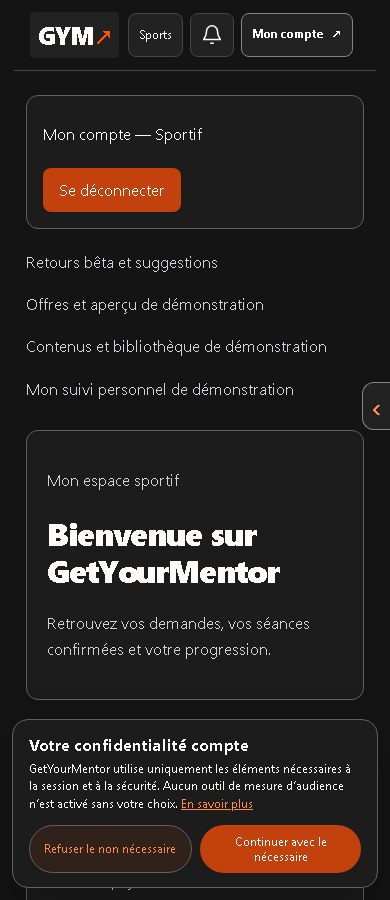 GYM↗
Sports
Mon compte ↗
Mon compte — Sportif
Se déconnecter
Retours bêta et suggestions
Offres et aperçu de démonstration
Contenus et bibliothèque de démonstration
Mon suivi personnel de démonstration
Mon espace sportif
Bienvenue sur
GetYourMentor
Retrouvez vos demandes, vos séances
confirmées et votre progression.
Votre confidentialité compte
GetYourMentor utilise uniquement les éléments nécessaires à
la session et à la sécurité. Aucun outil de mesure d’audience
n’est activé sans votre choix. En savoir plus
Refuser le non nécessaire
Continuer avec le
nécessaire